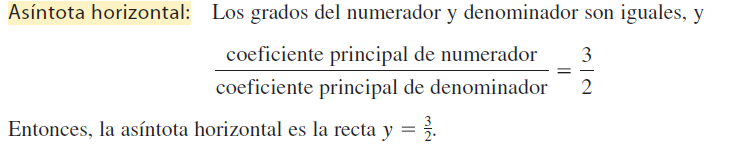 Asíntota horizontal: Los grados del numerador y denominador son iguales, y
coeficiente principal de numerador / coeficiente principal de denominador = 3/2
Entonces, la asíntota horizontal es la recta y = 3/2.